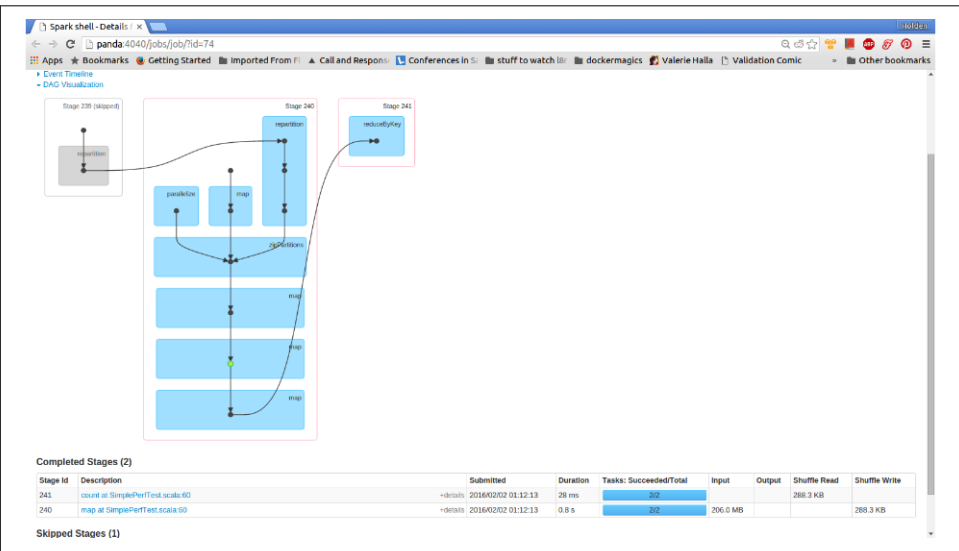 Spark shell - Details f
Holden
panda:4040/jobs/job/?id=74
Apps Bookmarks Getting Started Imported From Fi Call and Respons Conferences in S stuff to watch l8r dockermagics Valerie Halla Validation Comic » Other bookmarks
Event Timeline
DAG Visualization
Stage 239 (skipped)
Stage 240
Stage 241
repartition
reduceByKey
repartition
parallelize
map
zipPartitions
map
map
map
Completed Stages (2)
Stage Id Description Submitted Duration Tasks: Succeeded/Total Input Output Shuffle Read Shuffle Write
241 count at SimplePerfTest.scala:60 +details 2016/02/02 01:12:13 28 ms 2/2 288.3 KB
240 map at SimplePerfTest.scala:60 +details 2016/02/02 01:12:13 0.8 s 2/2 206.0 MB 288.3 KB
Skipped Stages (1)